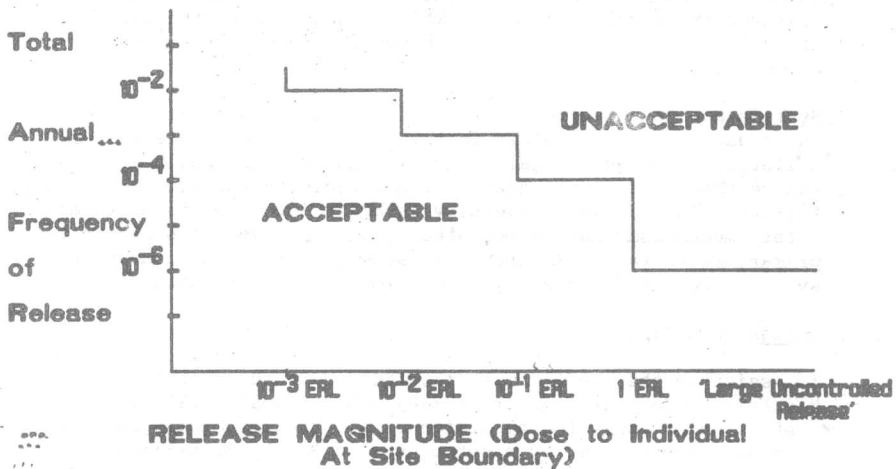 Total
10⁻²
UNACCEPTABLE
Annual
10⁻⁴
ACCEPTABLE
Frequency
of
10⁻⁶
Release
10⁻³ ERL
10⁻² ERL
10⁻¹ ERL
1 ERL
'Large Uncontrolled
Release'
RELEASE MAGNITUDE (Dose to Individual
At Site Boundary)